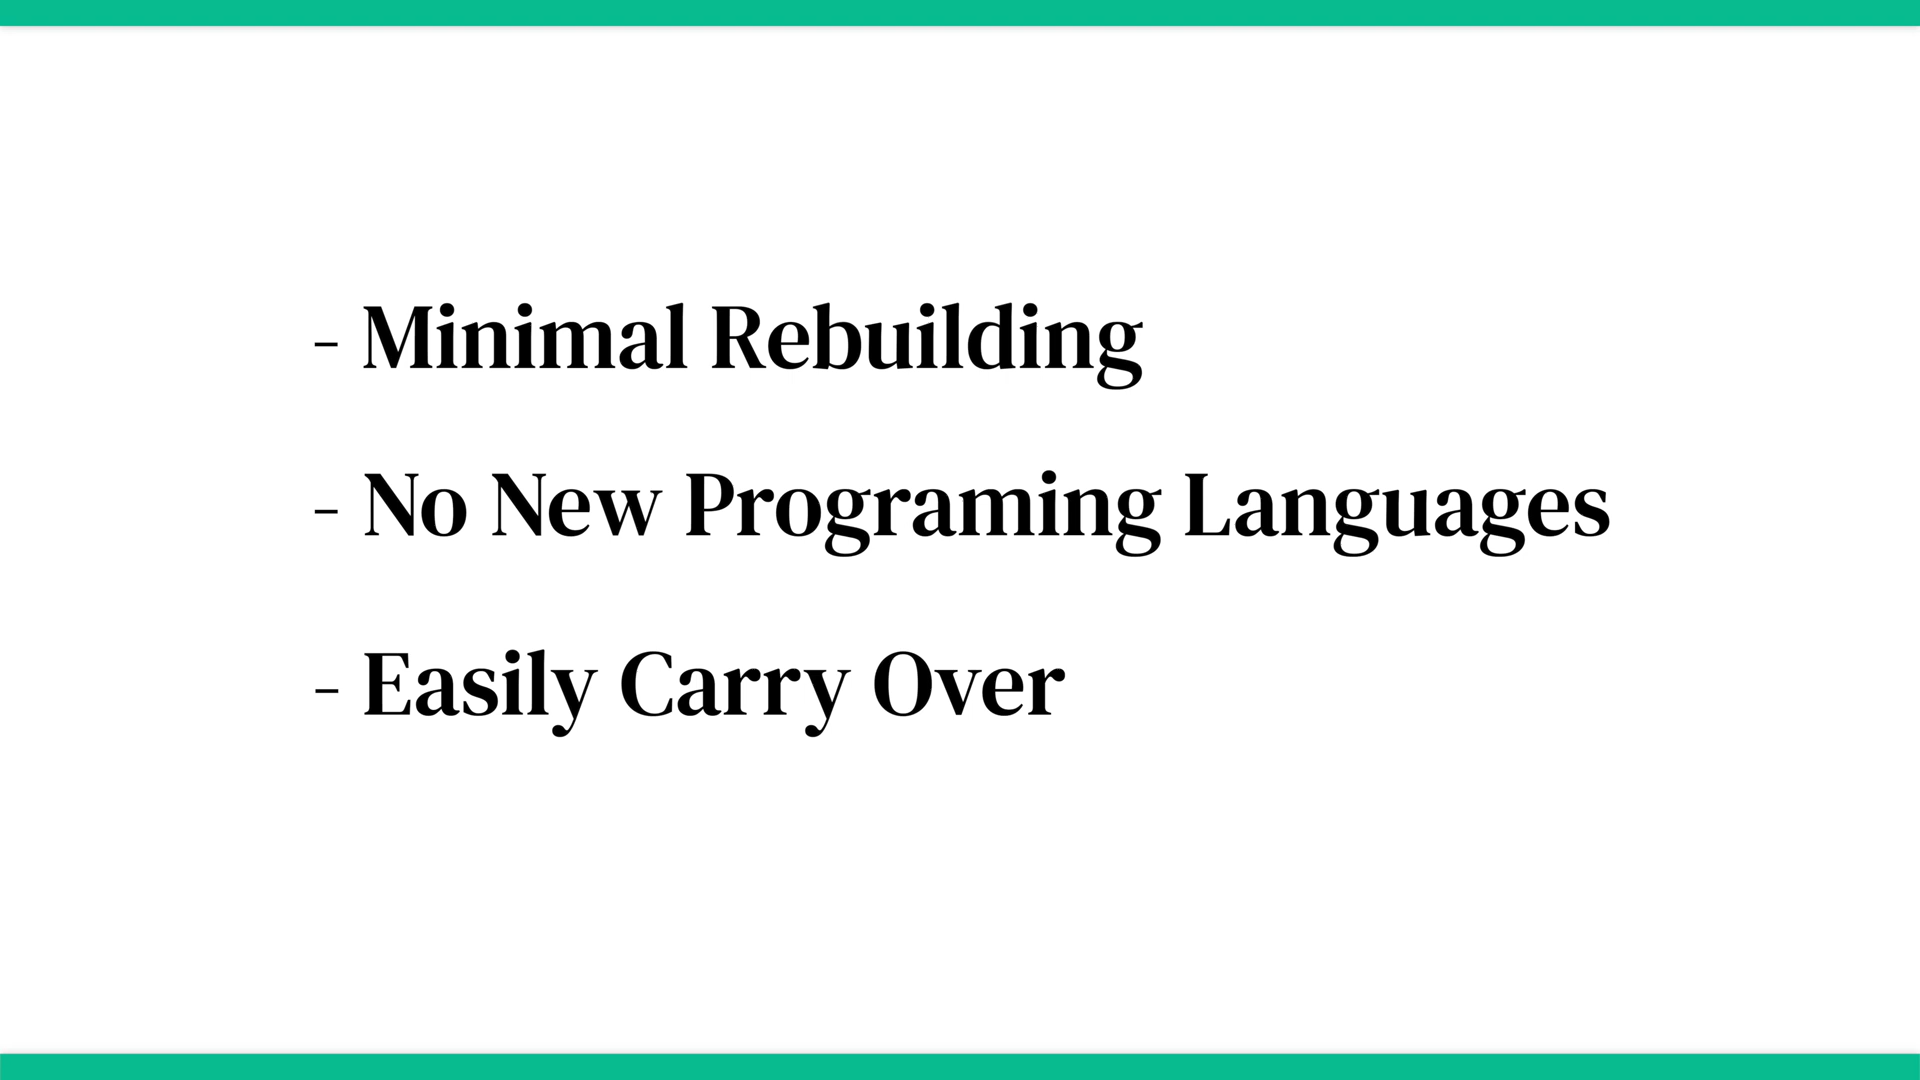 - Minimal Rebuilding
- No New Programing Languages
- Easily Carry Over